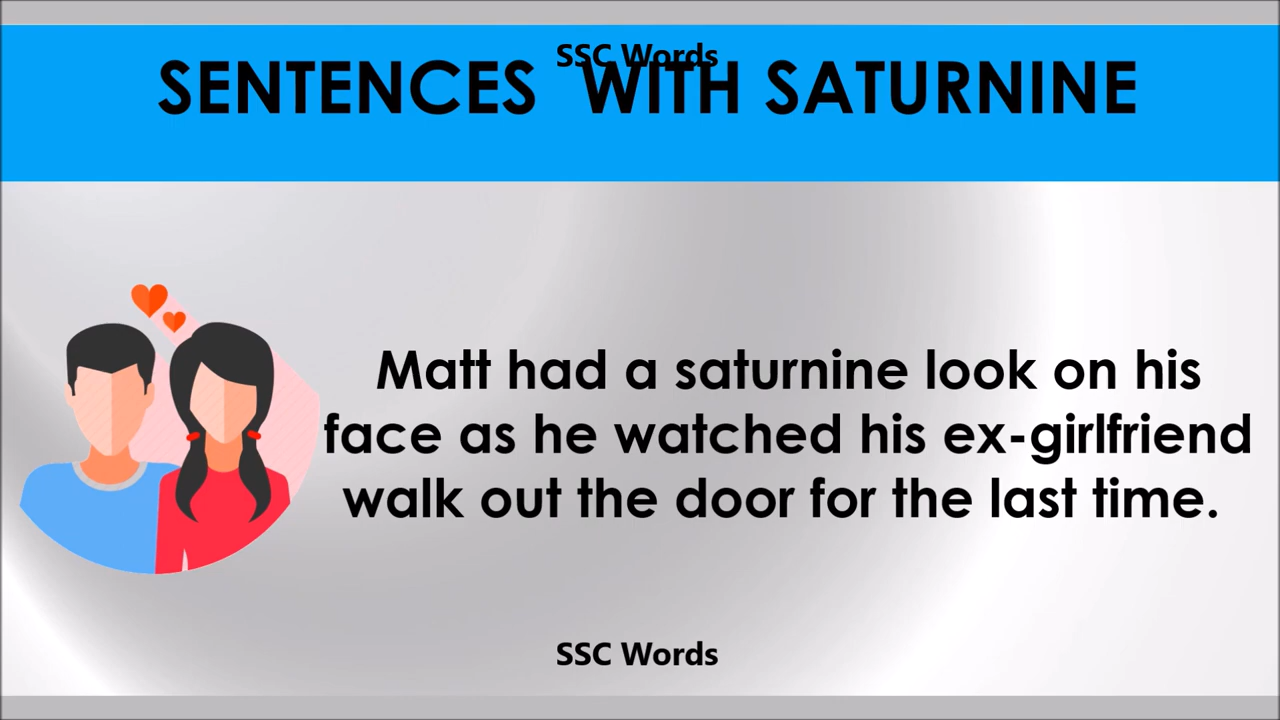 SSC Words
SENTENCES WITH SATURNINE
Matt had a saturnine look on his
face as he watched his ex-girlfriend
walk out the door for the last time.
SSC Words